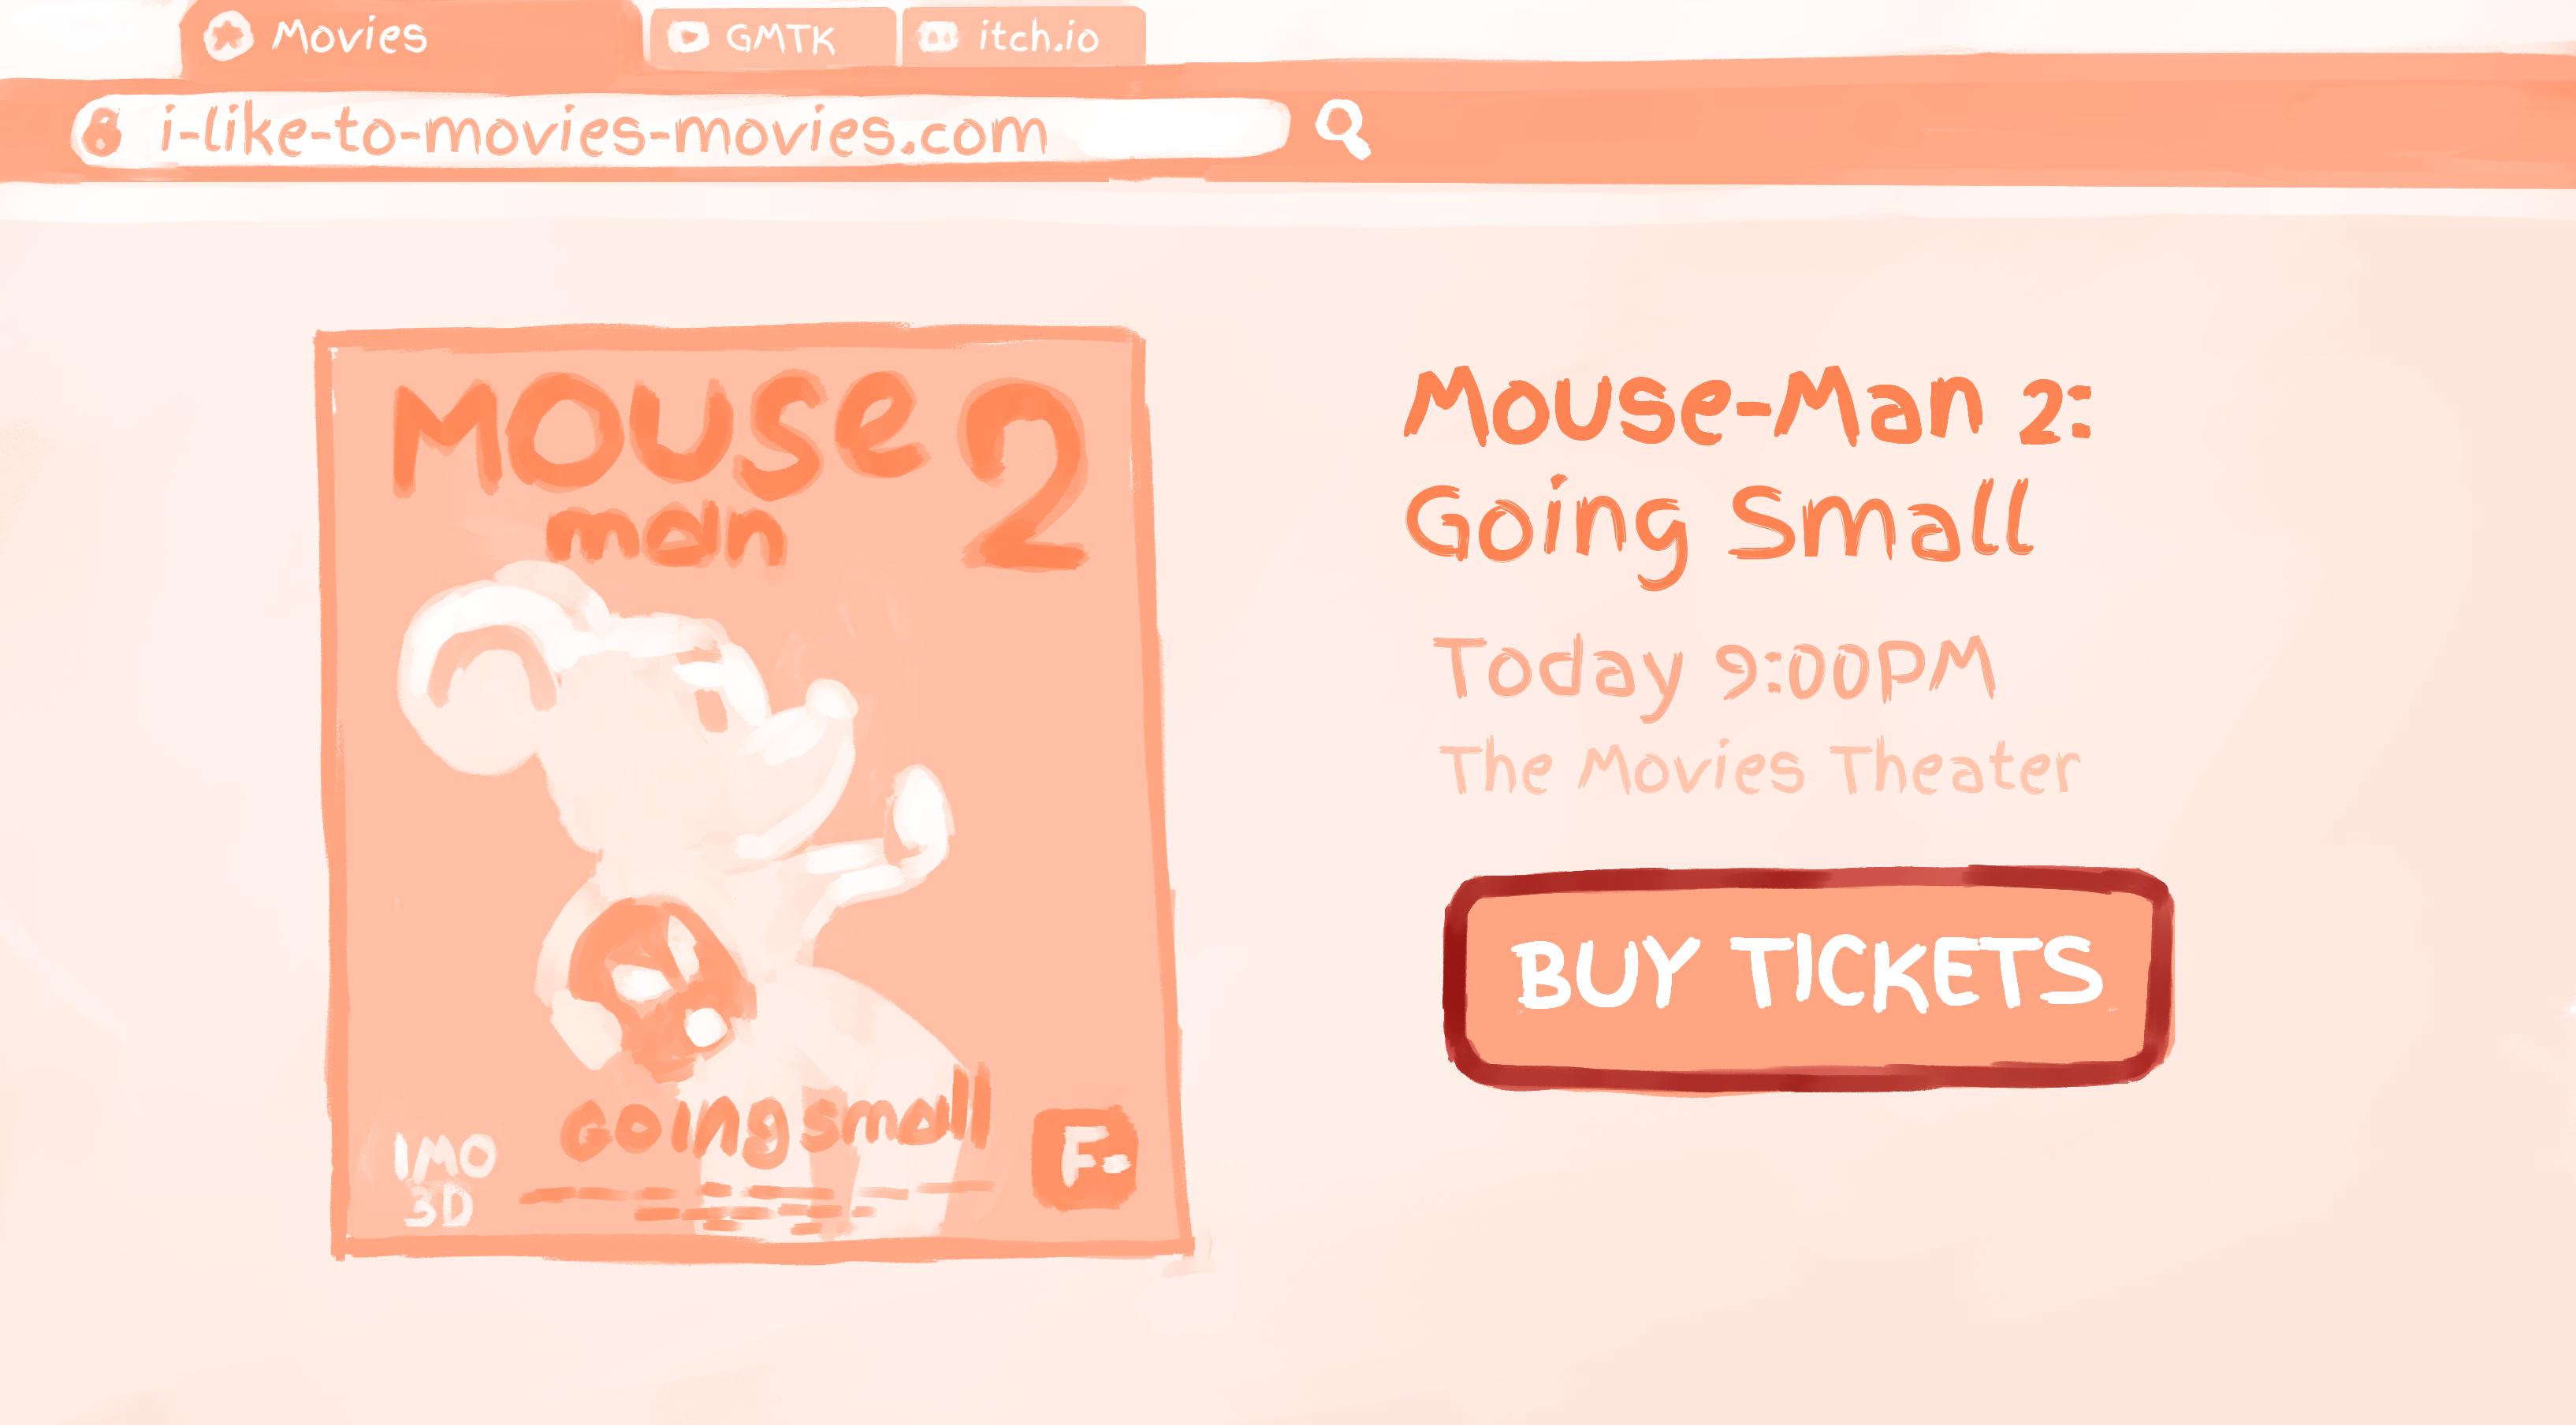 Movies
GMTK
itch.io
i-like-to-movies-movies.com
MOUSE 2
man
going small
IMO
3D
F-
Mouse-Man 2:
Going Small
Today 9:00PM
The Movies Theater
BUY TICKETS